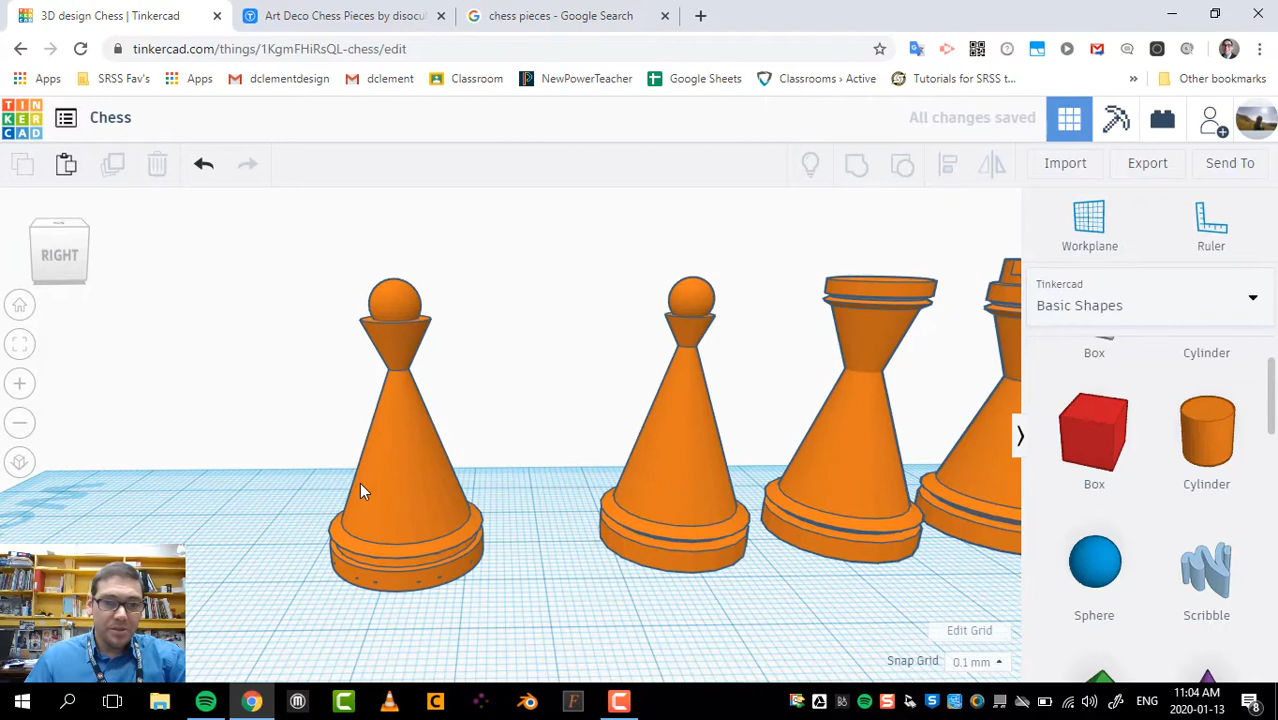 3D design Chess | Tinkercad
Art Deco Chess Pieces by disocu
chess pieces - Google Search
tinkercad.com/things/1KgmFHiRsQL-chess/edit
Apps
SRSS Fav's
Apps
dclementdesign
dclement
Classroom
NewPowerTeacher
Google Sheets
Classrooms › Active
Tutorials for SRSS t...
»
Other bookmarks
TIN
KER
CAD
Chess
All changes saved
Import
Export
Send To
RIGHT
Workplane
Ruler
Tinkercad
Basic Shapes
Box
Cylinder
Box
Cylinder
Sphere
Scribble
Edit Grid
Snap Grid
0.1 mm
ENG
11:04 AM
2020-01-13
8